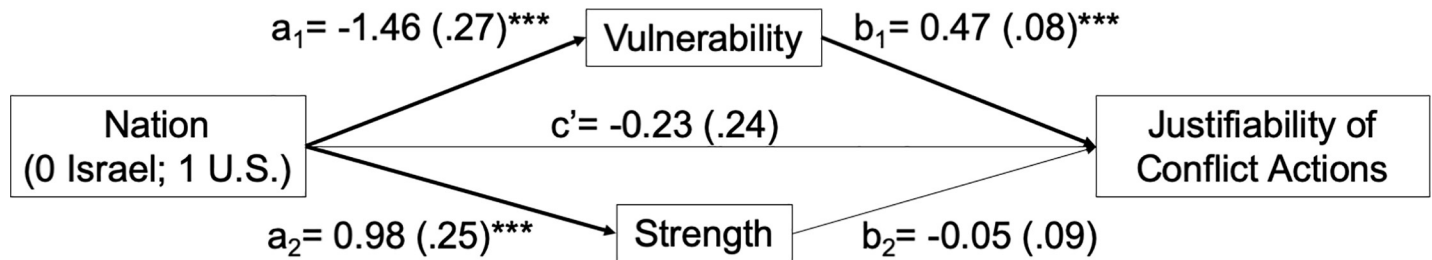 a₁= -1.46 (.27)***
Vulnerability
b₁= 0.47 (.08)***
Nation
(0 Israel; 1 U.S.)
c’= -0.23 (.24)
Justifiability of
Conflict Actions
a₂= 0.98 (.25)***
Strength
b₂= -0.05 (.09)